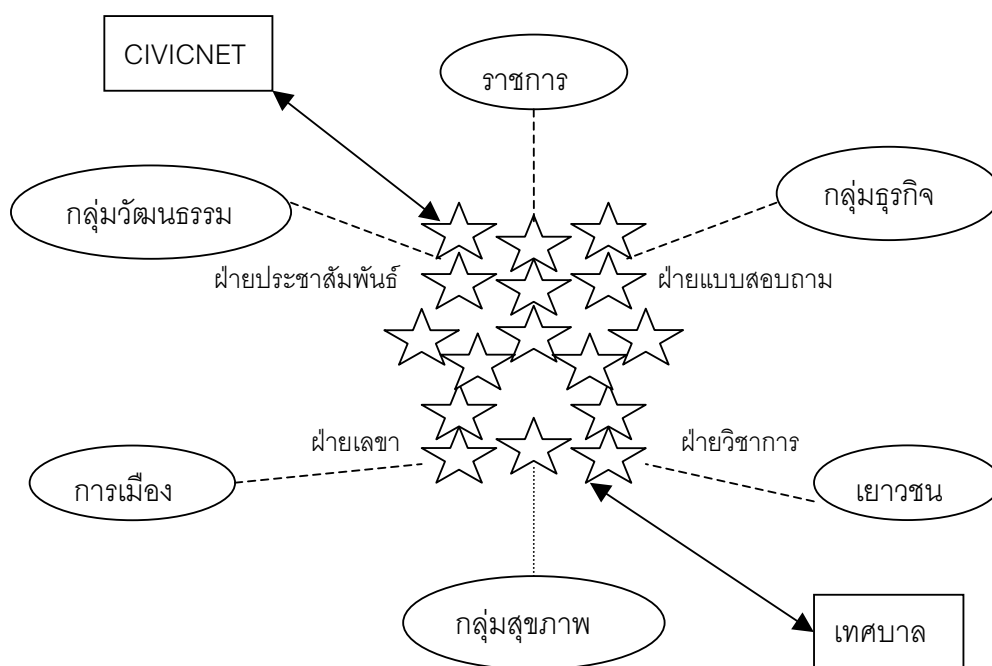 CIVICNET
ราชการ
กลุ่มวัฒนธรรม
กลุ่มธุรกิจ
ฝ่ายประชาสัมพันธ์
ฝ่ายแบบสอบถาม
ฝ่ายเลขา
ฝ่ายวิชาการ
การเมือง
เยาวชน
กลุ่มสุขภาพ
เทศบาล